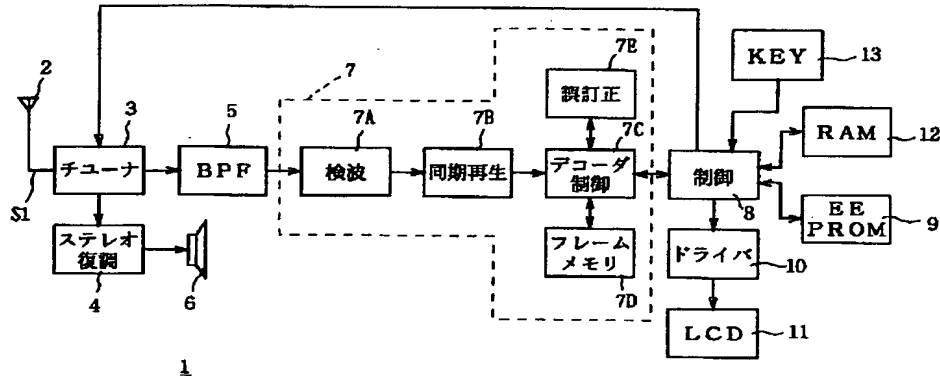 2
3
チユーナ
S1
5
BPF
ステレオ
復調
4
6
7
7A
検波
7B
同期再生
7E
誤訂正
7C
デコーダ
制御
フレーム
メモリ
7D
制御
8
KEY
13
RAM
12
EE
PROM
9
ドライバ
10
LCD
11
1